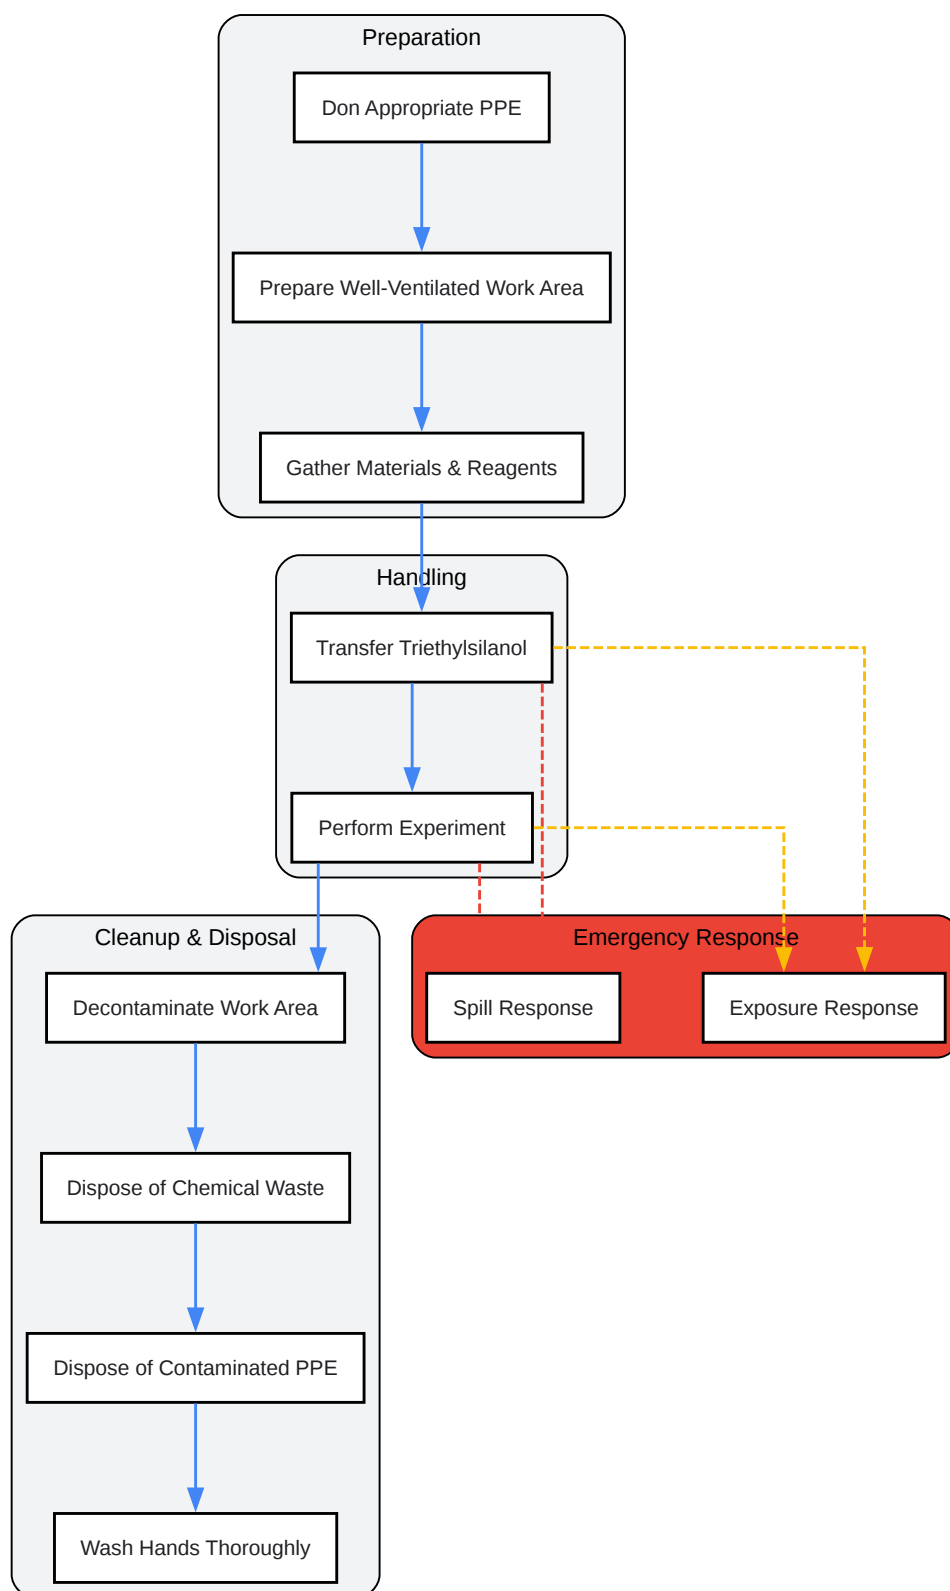 Preparation
Don Appropriate PPE
Prepare Well-Ventilated Work Area
Gather Materials & Reagents
Handling
Transfer Triethylsilanol
Perform Experiment
Cleanup & Disposal
Decontaminate Work Area
Dispose of Chemical Waste
Dispose of Contaminated PPE
Wash Hands Thoroughly
Emergency Response
Spill Response
Exposure Response